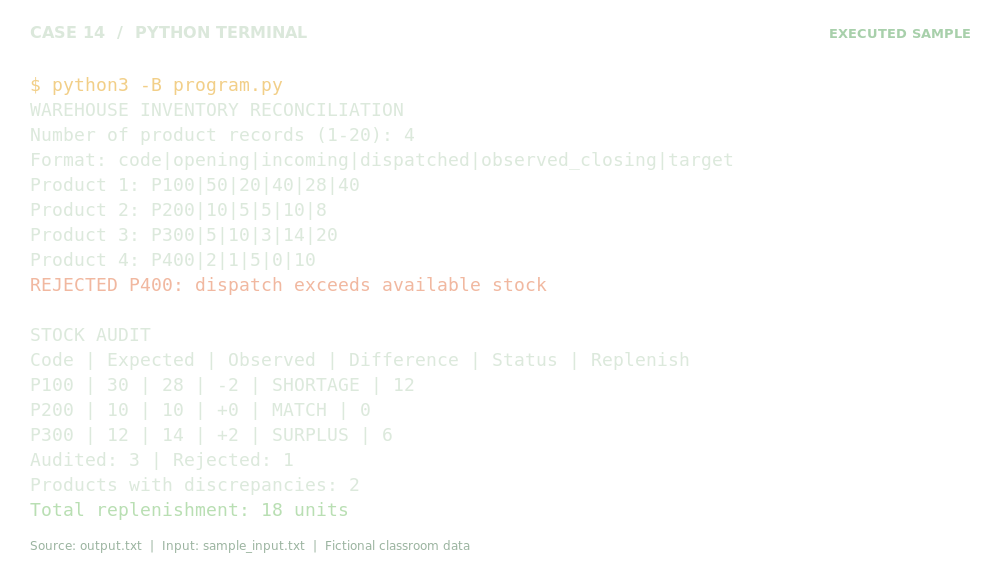 CASE 14 / PYTHON TERMINAL
EXECUTED SAMPLE
$ python3 -B program.py
WAREHOUSE INVENTORY RECONCILIATION
Number of product records (1-20): 4
Format: code|opening|incoming|dispatched|observed_closing|target
Product 1: P100|50|20|40|28|40
Product 2: P200|10|5|5|10|8
Product 3: P300|5|10|3|14|20
Product 4: P400|2|1|5|0|10
REJECTED P400: dispatch exceeds available stock
STOCK AUDIT
Code | Expected | Observed | Difference | Status | Replenish
P100 | 30 | 28 | -2 | SHORTAGE | 12
P200 | 10 | 10 | +0 | MATCH | 0
P300 | 12 | 14 | +2 | SURPLUS | 6
Audited: 3 | Rejected: 1
Products with discrepancies: 2
Total replenishment: 18 units
Source: output.txt | Input: sample_input.txt | Fictional classroom data